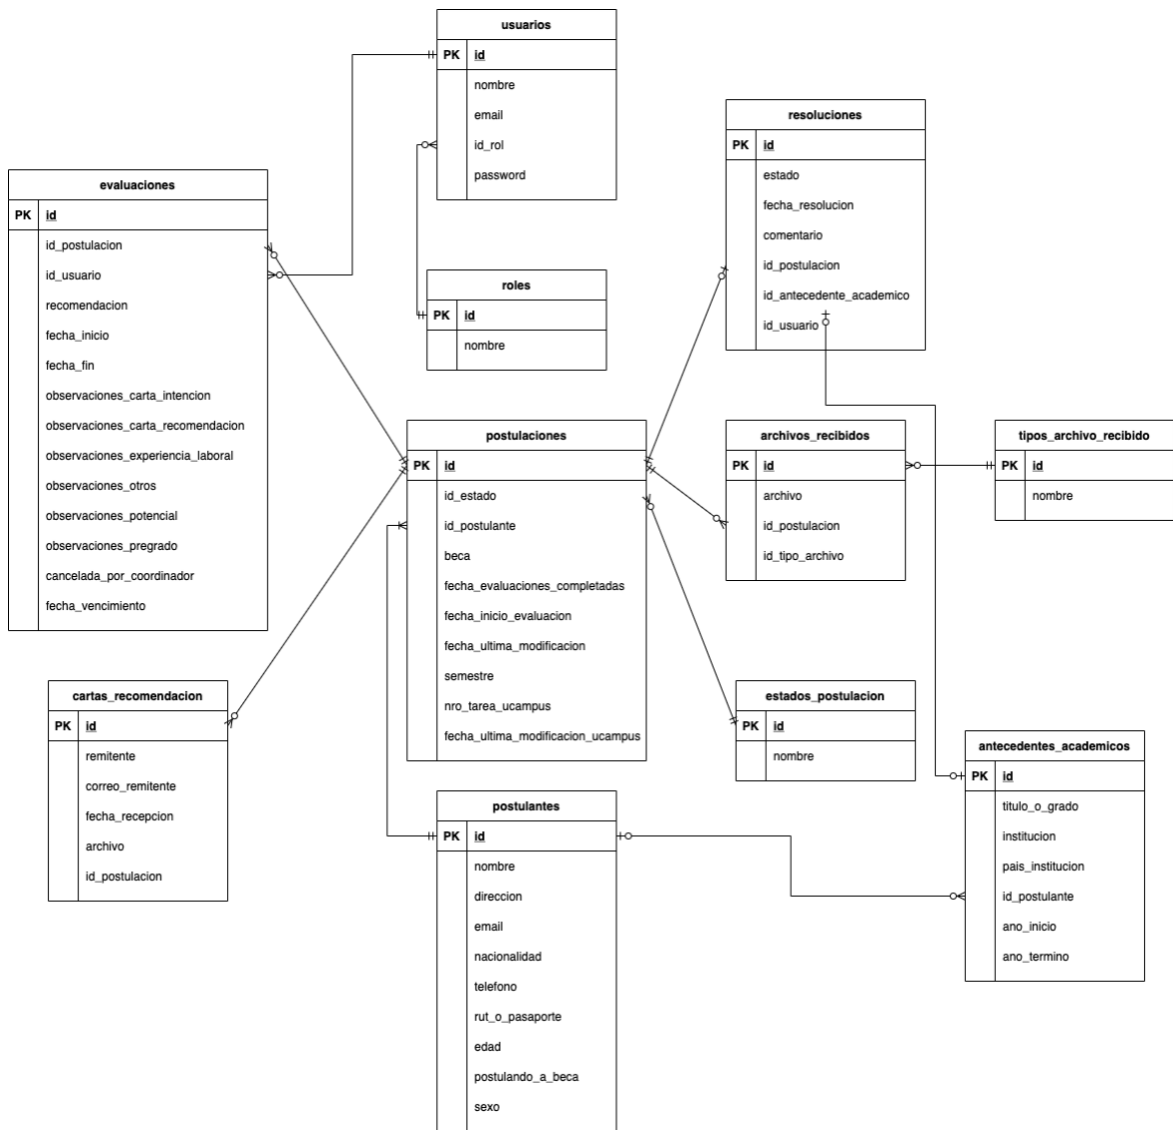 usuarios
PK id
nombre
email
id_rol
password
resoluciones
PK id
estado
fecha_resolucion
comentario
id_postulacion
id_antecedente_academico
id_usuario
evaluaciones
PK id
id_postulacion
id_usuario
recomendacion
fecha_inicio
fecha_fin
observaciones_carta_intencion
observaciones_carta_recomendacion
observaciones_experiencia_laboral
observaciones_otros
observaciones_potencial
observaciones_pregrado
cancelada_por_coordinador
fecha_vencimiento
roles
PK id
nombre
postulaciones
PK id
id_estado
id_postulante
beca
fecha_evaluaciones_completadas
fecha_inicio_evaluacion
fecha_ultima_modificacion
semestre
nro_tarea_ucampus
fecha_ultima_modificacion_ucampus
archivos_recibidos
PK id
archivo
id_postulacion
id_tipo_archivo
tipos_archivo_recibido
PK id
nombre
cartas_recomendacion
PK id
remitente
correo_remitente
fecha_recepcion
archivo
id_postulacion
estados_postulacion
PK id
nombre
antecedentes_academicos
PK id
titulo_o_grado
institucion
pais_institucion
id_postulante
ano_inicio
ano_termino
postulantes
PK id
nombre
direccion
email
nacionalidad
telefono
rut_o_pasaporte
edad
postulando_a_beca
sexo